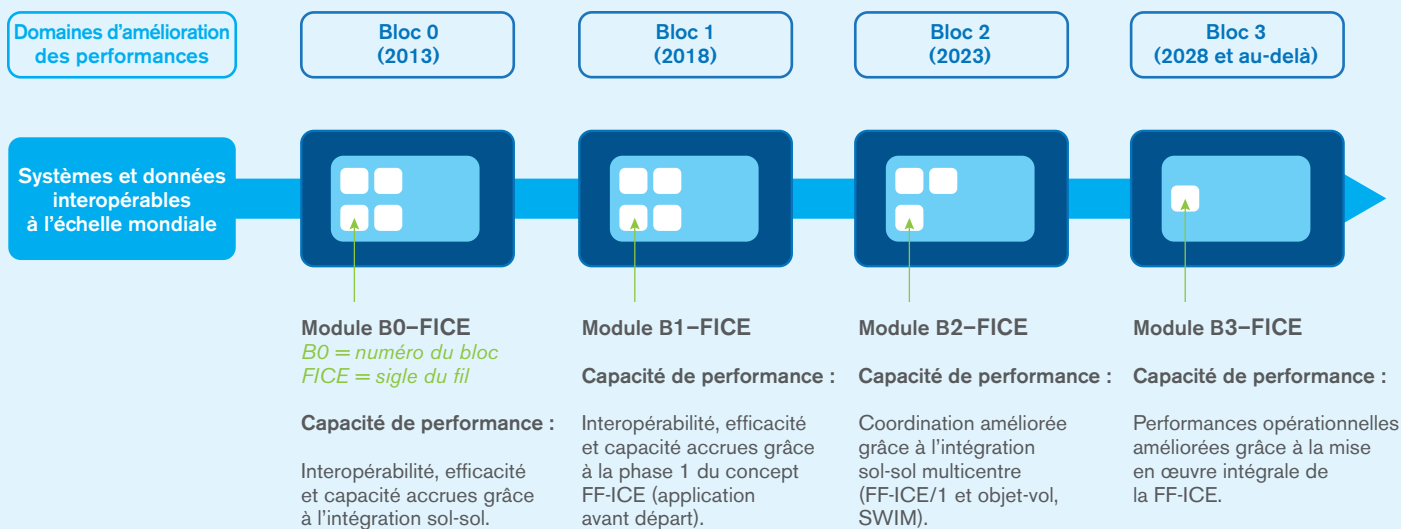 Domaines d'amélioration
des performances
Bloc 0
(2013)
Bloc 1
(2018)
Bloc 2
(2023)
Bloc 3
(2028 et au-delà)
Systèmes et données
interopérables
à l'échelle mondiale
Module B0–FICE
B0 = numéro du bloc
FICE = sigle du fil
Capacité de performance :
Interopérabilité, efficacité
et capacité accrues grâce
à l'intégration sol-sol.
Module B1–FICE
Capacité de performance :
Interopérabilité, efficacité
et capacité accrues grâce
à la phase 1 du concept
FF-ICE (application
avant départ).
Module B2–FICE
Capacité de performance :
Coordination améliorée
grâce à l'intégration
sol-sol multicentre
(FF-ICE/1 et objet-vol,
SWIM).
Module B3–FICE
Capacité de performance :
Performances opérationnelles
améliorées grâce à la mise
en œuvre intégrale de
la FF-ICE.